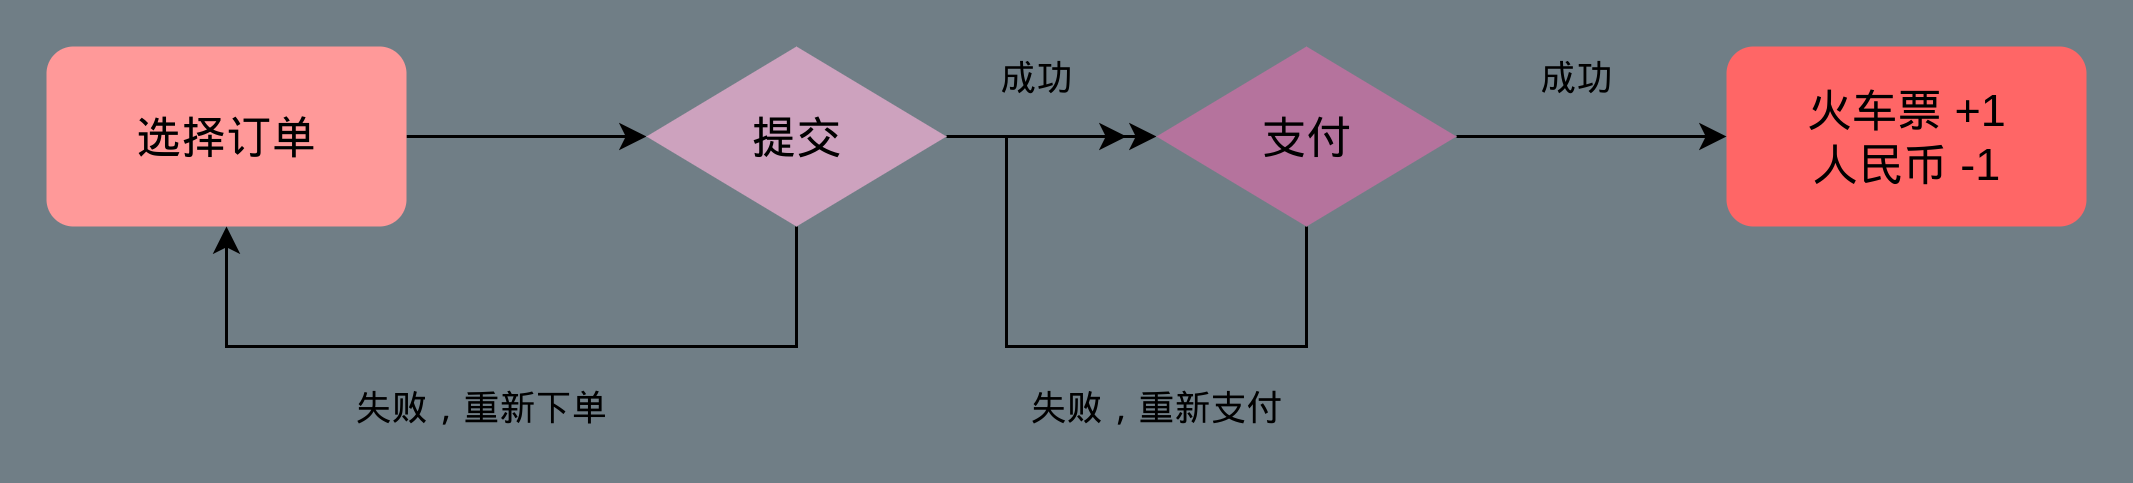 选择订单
提交
成功
支付
成功
火车票 +1
人民币 -1
失败，重新下单
失败，重新支付